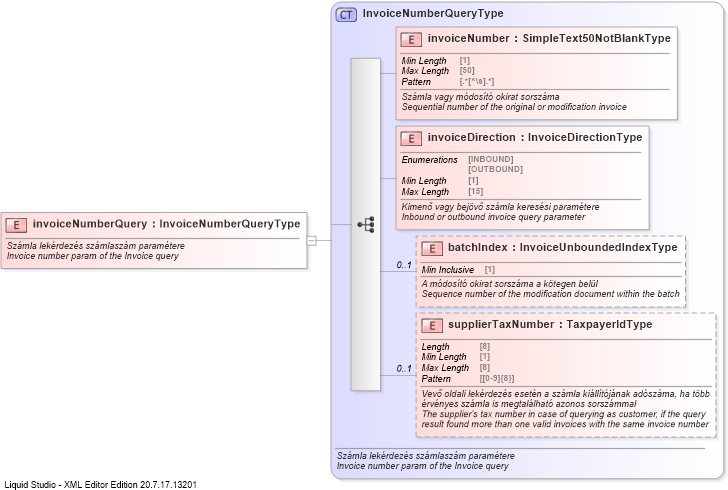 CT InvoiceNumberQueryType
E invoiceNumber : SimpleText50NotBlankType
Min Length [1]
Max Length [50]
Pattern [.*[^\s].*]
Számla vagy módosító okirat sorszáma
Sequential number of the original or modification invoice
E invoiceDirection : InvoiceDirectionType
Enumerations [INBOUND]
[OUTBOUND]
Min Length [1]
Max Length [15]
Kimenő vagy bejövő számla keresési paramétere
Inbound or outbound invoice query parameter
E invoiceNumberQuery : InvoiceNumberQueryType
Számla lekérdezés számlaszám paramétere
Invoice number param of the Invoice query
0..1
E batchIndex : InvoiceUnboundedIndexType
Min Inclusive [1]
A módosító okirat sorszáma a kötegen belül
Sequence number of the modification document within the batch
0..1
E supplierTaxNumber : TaxpayerIdType
Length [8]
Min Length [1]
Max Length [8]
Pattern [[0-9]{8}]
Vevő oldali lekérdezés esetén a számla kiállítójának adószáma, ha több
érvényes számla is megtalálható azonos sorszámmal
The supplier's tax number in case of querying as customer, if the query
result found more than one valid invoices with the same invoice number
Számla lekérdezés számlaszám paramétere
Invoice number param of the Invoice query
Liquid Studio - XML Editor Edition 20.7.17.13201